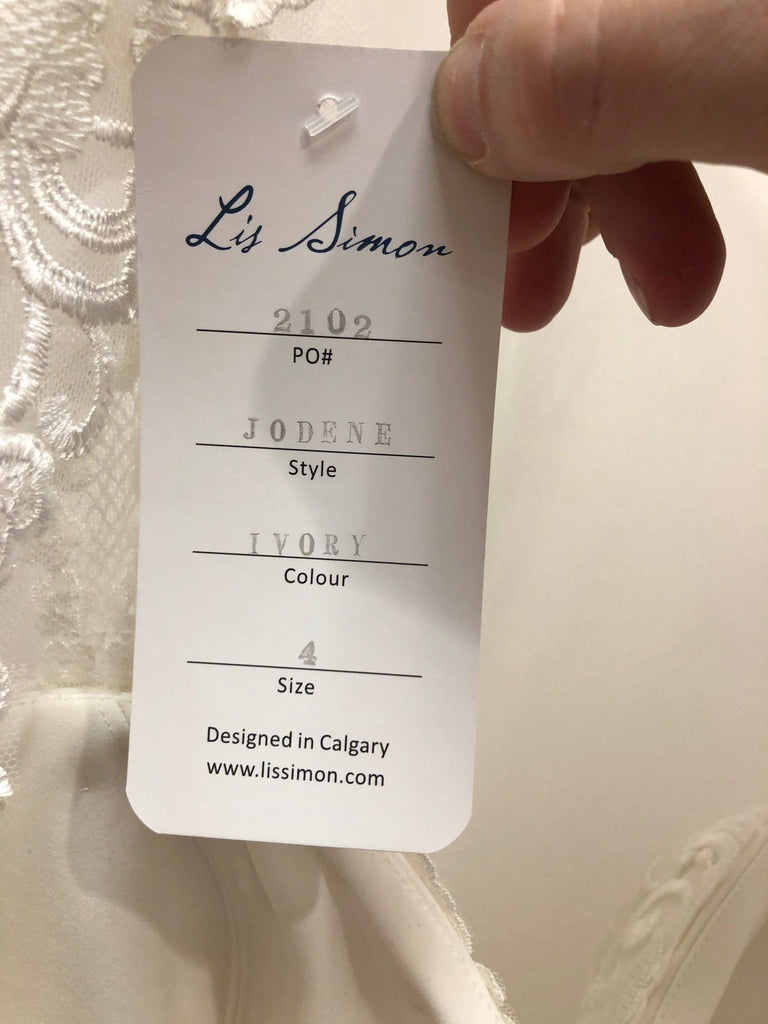 Lis Simon
2102
PO#
JODENE
Style
IVORY
Colour
4
Size
Designed in Calgary
www.lissimon.com